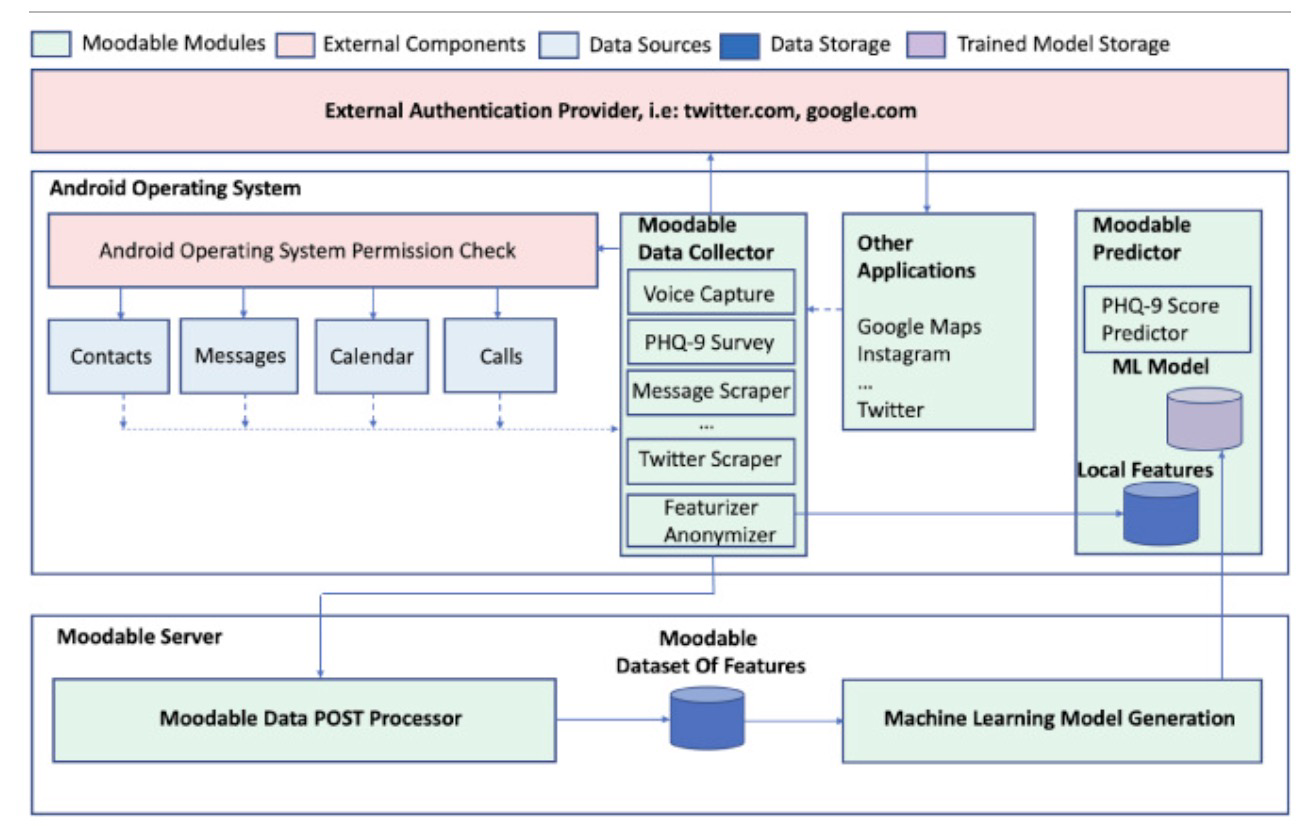 Moodable Modules
External Components
Data Sources
Data Storage
Trained Model Storage
External Authentication Provider, i.e: twitter.com, google.com
Android Operating System
Android Operating System Permission Check
Contacts
Messages
Calendar
Calls
Moodable
Data Collector
Voice Capture
PHQ-9 Survey
Message Scraper
...
Twitter Scraper
Featurizer
Anonymizer
Other
Applications
Google Maps
Instagram
...
Twitter
Moodable
Predictor
PHQ-9 Score
Predictor
ML Model
Local Features
Moodable Server
Moodable Data POST Processor
Moodable
Dataset Of Features
Machine Learning Model Generation